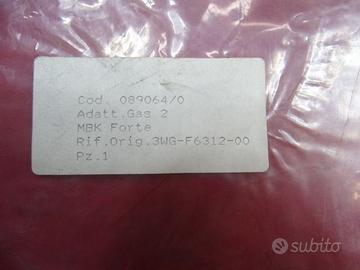 Cod. 089064/0
Adatt.Gas 2
MBK Forte
Rif.Orig.3WG-F6312-00
Pz.1
subito